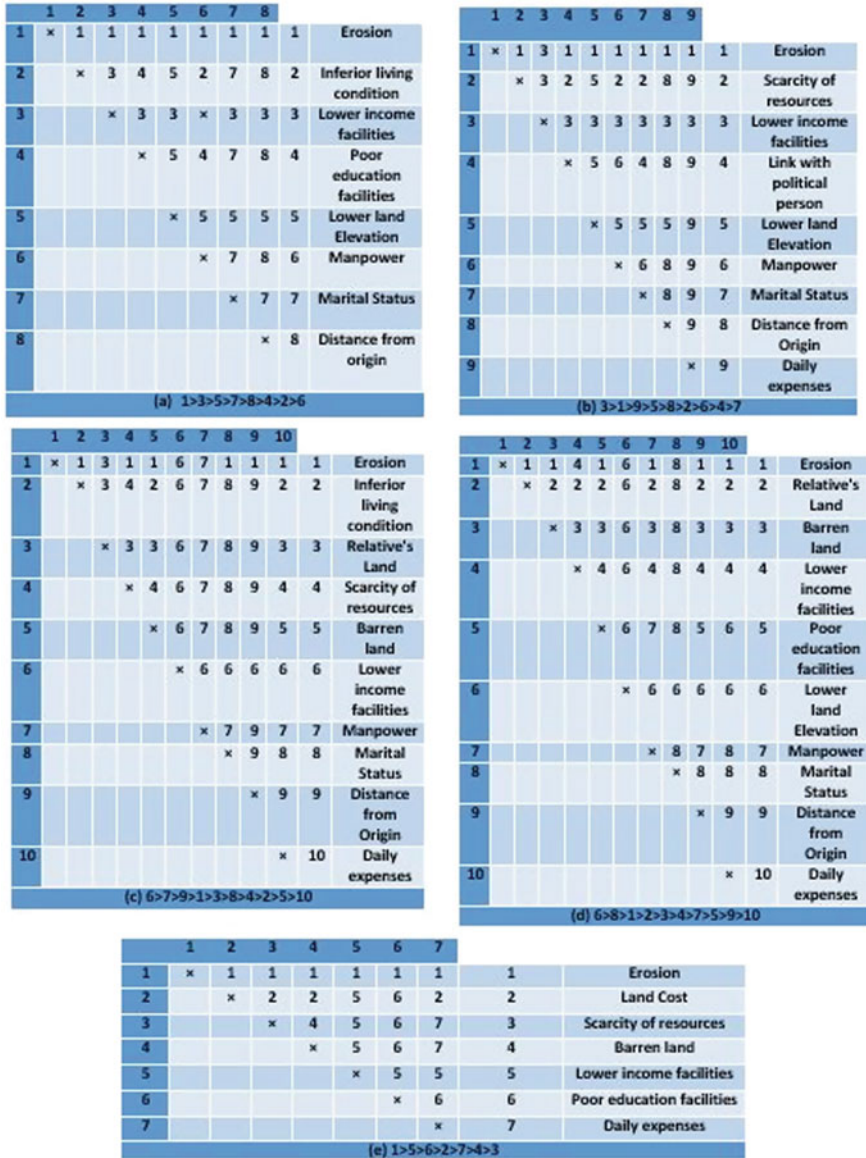 1 2 3 4 5 6 7 8
1 × 1 1 1 1 1 1 1 1 Erosion
2 × 3 4 5 2 7 8 2 Inferior living
condition
3 × 3 3 × 3 3 3 Lower income
facilities
4 × 5 4 7 8 4 Poor
education
facilities
5 × 5 5 5 5 Lower land
Elevation
6 × 7 8 6 Manpower
7 × 7 7 Marital Status
8 × 8 Distance from
origin
(a) 1>3>5>7>8>4>2>6
1 2 3 4 5 6 7 8 9
1 × 1 3 1 1 1 1 1 1 1 Erosion
2 × 3 2 5 2 2 8 9 2 Scarcity of
resources
3 × 3 3 3 3 3 3 3 Lower income
facilities
4 × 5 6 4 8 9 4 Link with
political
person
5 × 5 5 5 9 5 Lower land
Elevation
6 × 6 8 9 6 Manpower
7 × 8 9 7 Marital Status
8 × 9 8 Distance from
Origin
9 × 9 Daily
expenses
(b) 3>1>9>5>8>2>6>4>7
1 2 3 4 5 6 7 8 9 10
1 × 1 3 1 1 6 7 1 1 1 1 Erosion
2 × 3 4 2 6 7 8 9 2 2 Inferior
living
condition
3 × 3 3 6 7 8 9 3 3 Relative's
Land
4 × 4 6 7 8 9 4 4 Scarcity of
resources
5 × 6 7 8 9 5 5 Barren
land
6 × 6 6 6 6 6 Lower
income
facilities
7 × 7 9 7 7 Manpower
8 × 9 8 8 Marital
Status
9 × 9 9 Distance
from
Origin
10 × 10 Daily
expenses
(c) 6>7>9>1>3>8>4>2>5>10
1 2 3 4 5 6 7 8 9 10
1 × 1 1 4 1 6 1 8 1 1 1 Erosion
2 × 2 2 2 6 2 8 2 2 2 Relative's
Land
3 × 3 3 6 3 8 3 3 3 Barren
land
4 × 4 6 4 8 4 4 4 Lower
income
facilities
5 × 6 7 8 5 6 5 Poor
education
facilities
6 × 6 6 6 6 6 Lower
land
Elevation
7 × 8 7 8 7 Manpower
8 × 8 8 8 Marital
Status
9 × 9 9 Distance
from
Origin
10 × 10 Daily
expenses
(d) 6>8>1>2>3>4>7>5>9>10
1 2 3 4 5 6 7
1 × 1 1 1 1 1 1 1 Erosion
2 × 2 2 5 6 2 2 Land Cost
3 × 4 5 6 7 3 Scarcity of resources
4 × 5 6 7 4 Barren land
5 × 5 5 5 Lower income facilities
6 × 6 6 Poor education facilities
7 × 7 Daily expenses
(e) 1>5>6>2>7>4>3